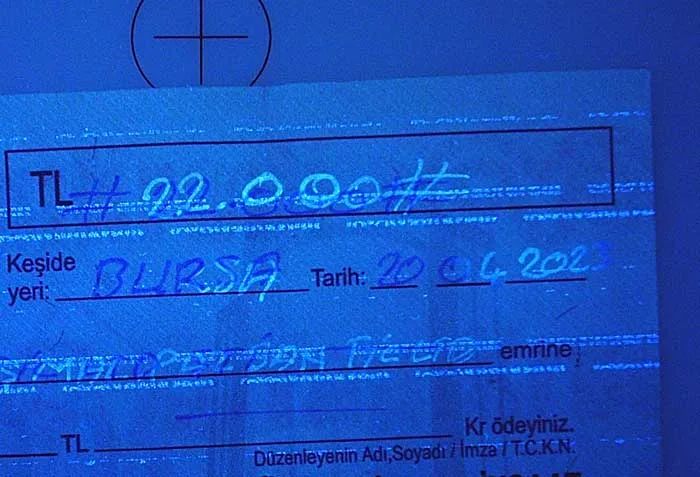 TL # 22.000 #
Keşide yeri: BURSA Tarih: 20 04 2023
emrine
TL Kr ödeyiniz.
Düzenleyenin Adı,Soyadı / İmza / T.C.K.N.